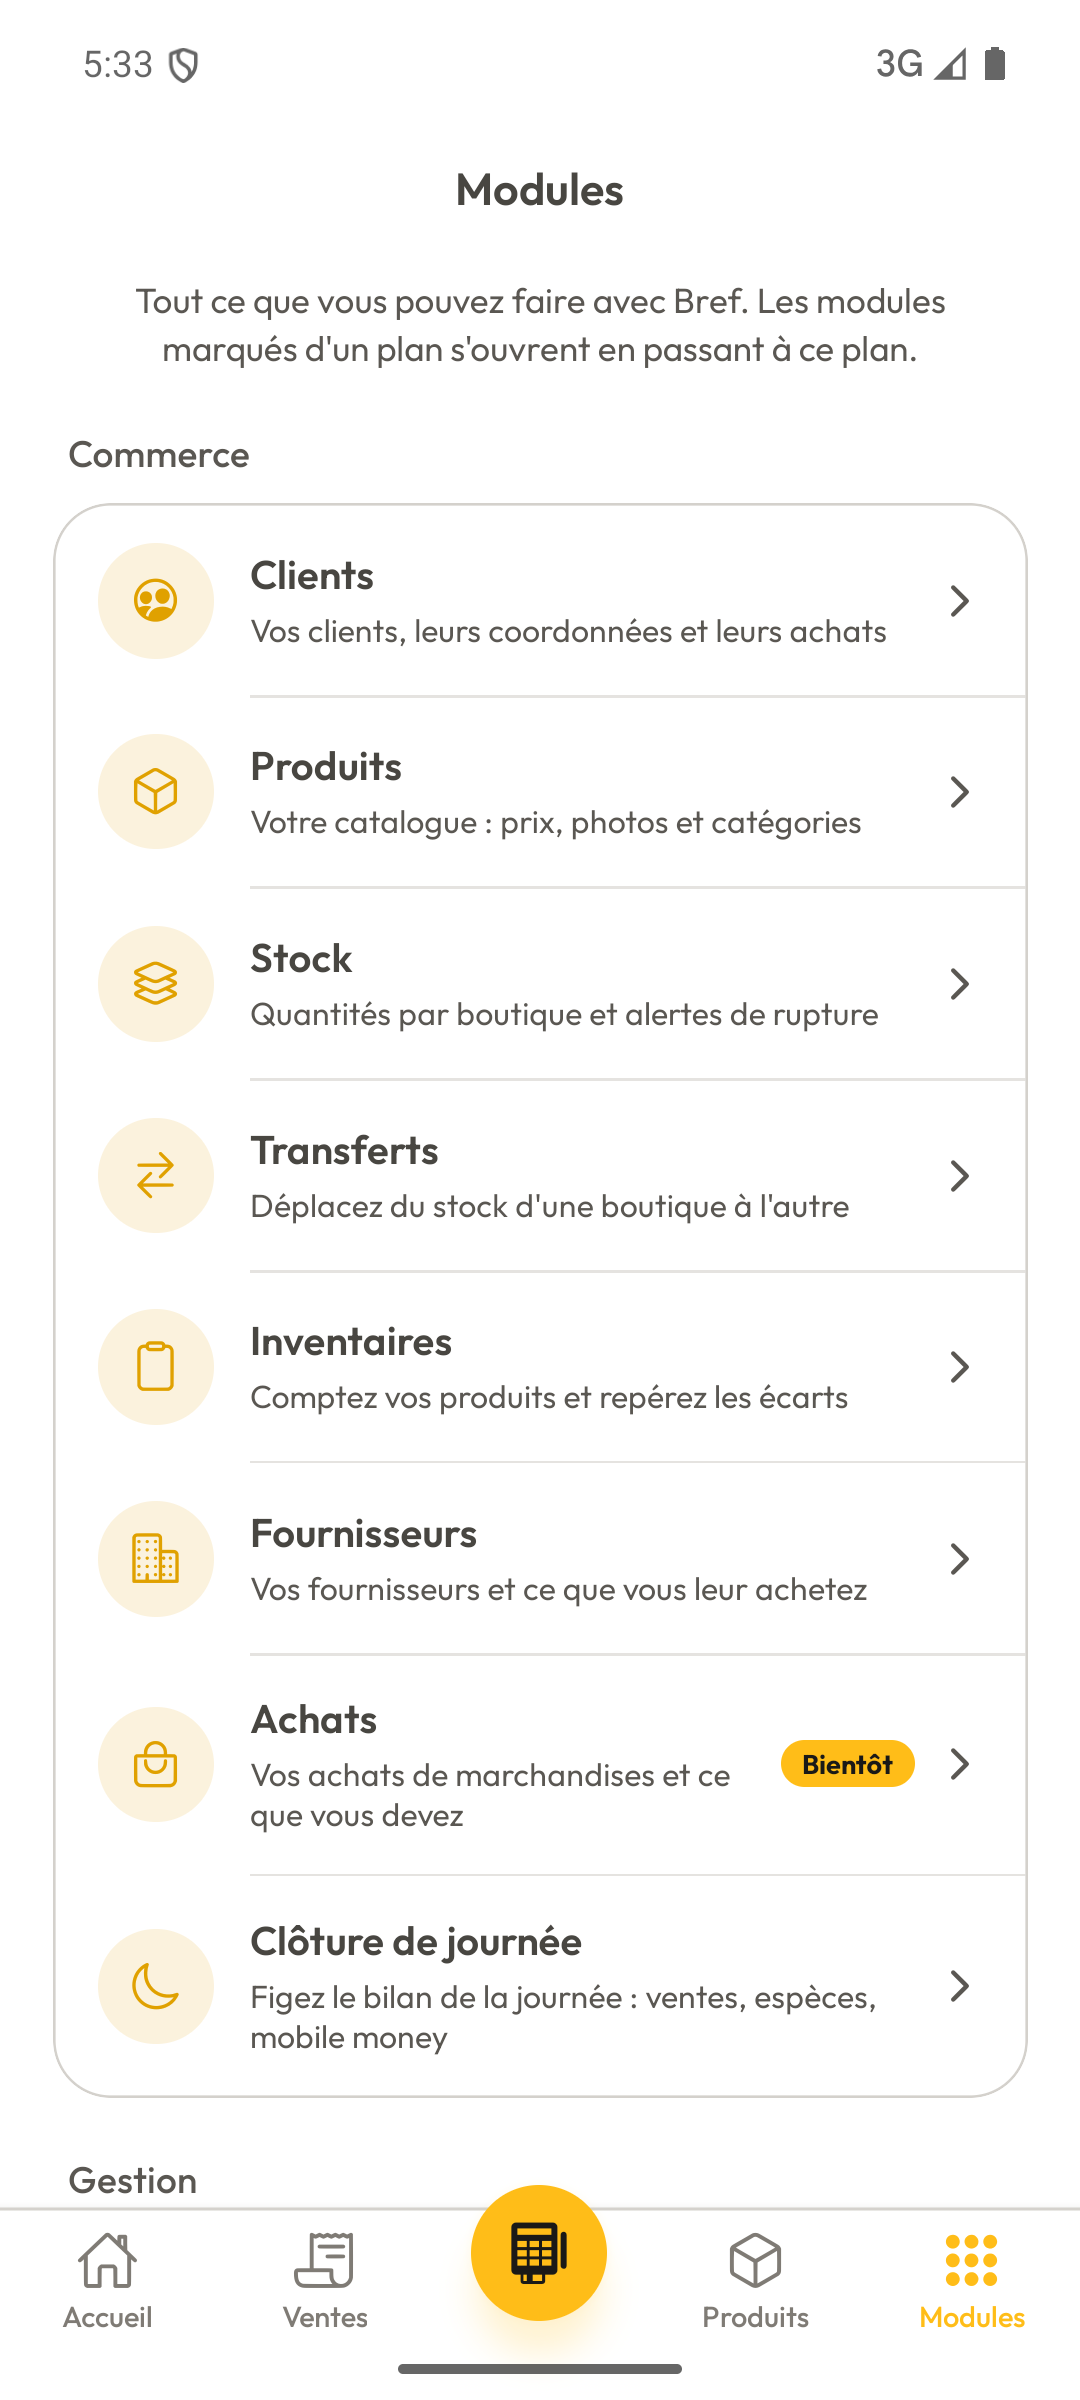 5:33
3G
Modules
Tout ce que vous pouvez faire avec Bref. Les modules
marqués d'un plan s'ouvrent en passant à ce plan.
Commerce
Clients
Vos clients, leurs coordonnées et leurs achats
Produits
Votre catalogue : prix, photos et catégories
Stock
Quantités par boutique et alertes de rupture
Transferts
Déplacez du stock d'une boutique à l'autre
Inventaires
Comptez vos produits et repérez les écarts
Fournisseurs
Vos fournisseurs et ce que vous leur achetez
Achats
Vos achats de marchandises et ce
que vous devez
Bientôt
Clôture de journée
Figez le bilan de la journée : ventes, espèces,
mobile money
Gestion
Accueil
Ventes
Produits
Modules